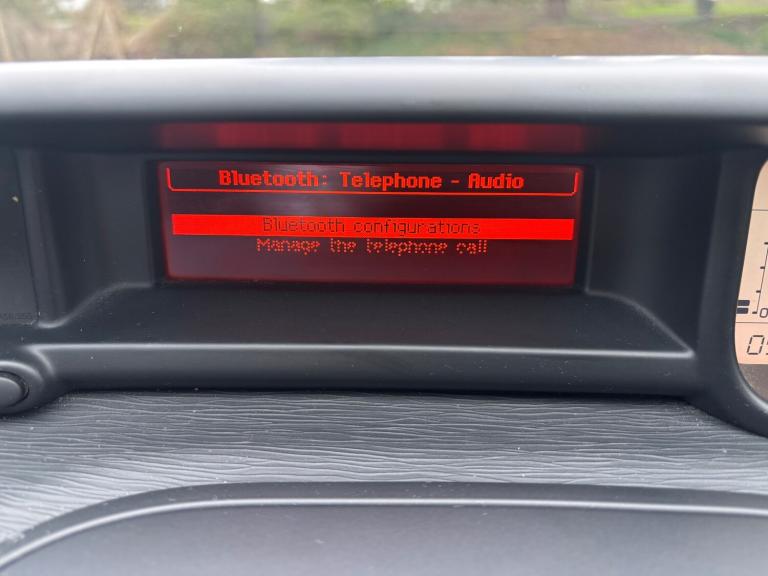 Bluetooth: Telephone - Audio
Bluetooth configurations
Manage the telephone call